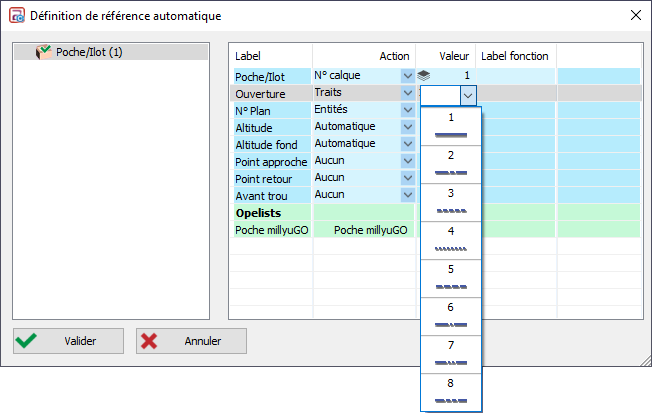 Définition de référence automatique
Poche/Ilot (1)
Label Action Valeur Label fonction
Poche/Ilot N° calque 1
Ouverture Traits
N° Plan Entités
Altitude Automatique
Altitude fond Automatique
Point approche Aucun
Point retour Aucun
Avant trou Aucun
Opelists
Poche millyuGO Poche millyuGO
1
2
3
4
5
6
7
8
Valider Annuler